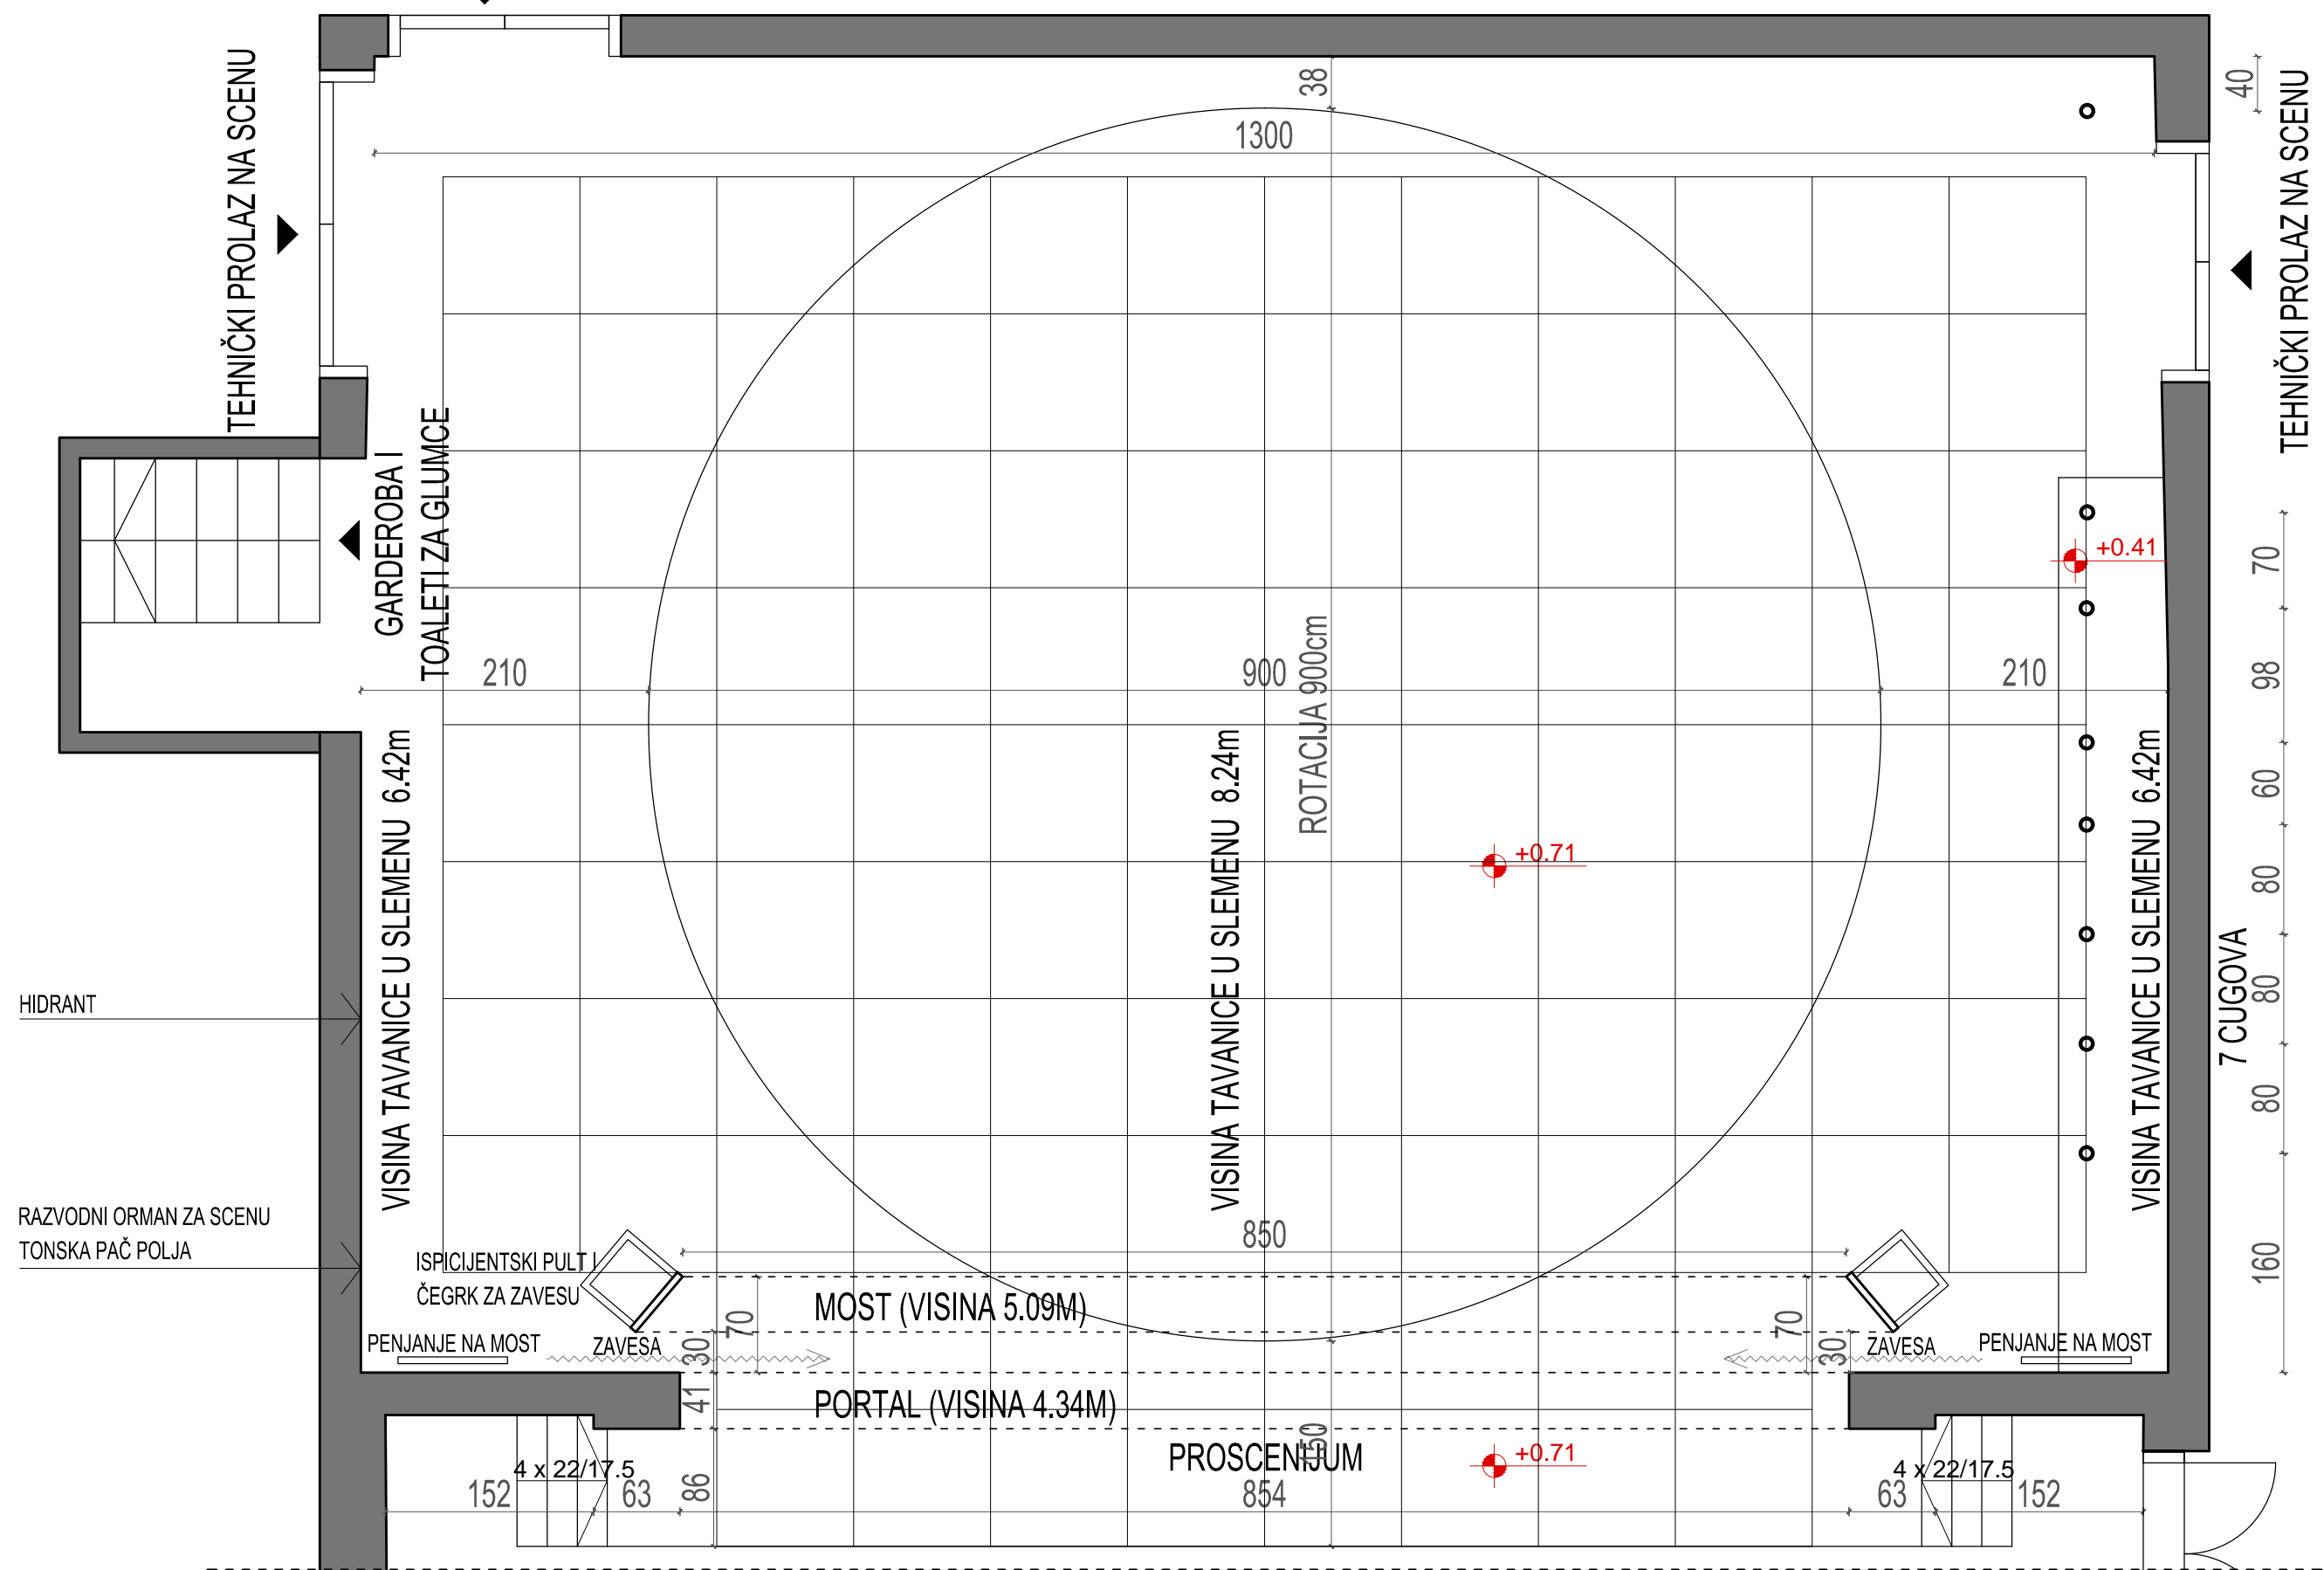 TEHNIČKI PROLAZ NA SCENU
38
40
TEHNIČKI PROLAZ NA SCENU
1300
GARDEROBA I
TOALETI ZA GLUMCE
+0.41
70
210
900
210
98
ROTACIJA 900cm
60
VISINA TAVANICE U SLEMENU 6.42m
VISINA TAVANICE U SLEMENU 8.24m
VISINA TAVANICE U SLEMENU 6.42m
+0.71
80
7 CUGOVA
80
80
HIDRANT
RAZVODNI ORMAN ZA SCENU
TONSKA PAČ POLJA
850
160
ISPICIJENTSKI PULT I
ČEGRK ZA ZAVESU
MOST (VISINA 5.09M)
70
70
PENJANJE NA MOST
ZAVESA
30
30
ZAVESA
PENJANJE NA MOST
41
PORTAL (VISINA 4.34M)
PROSCENIJUM
150
+0.71
4 x 22/17.5
4 x 22/17.5
152
63
86
854
63
152